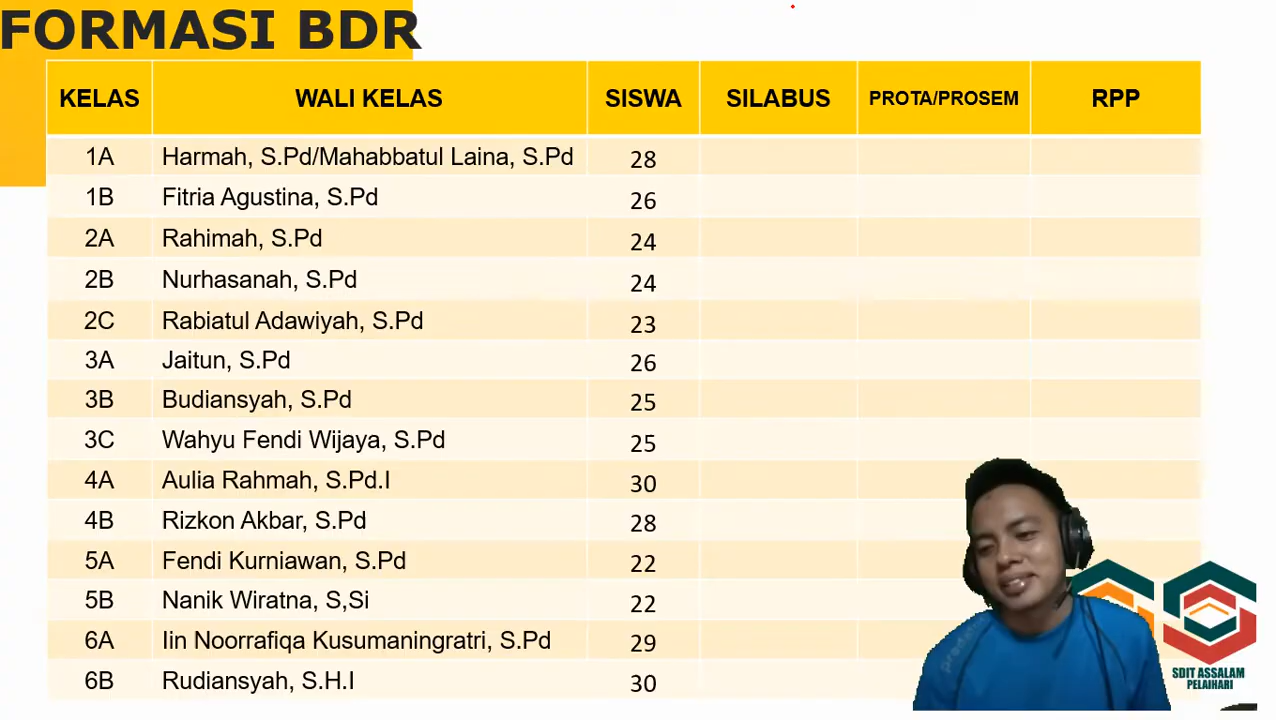 FORMASI BDR
KELAS WALI KELAS SISWA SILABUS PROTA/PROSEM RPP
1A Harmah, S.Pd/Mahabbatul Laina, S.Pd 28
1B Fitria Agustina, S.Pd 26
2A Rahimah, S.Pd 24
2B Nurhasanah, S.Pd 24
2C Rabiatul Adawiyah, S.Pd 23
3A Jaitun, S.Pd 26
3B Budiansyah, S.Pd 25
3C Wahyu Fendi Wijaya, S.Pd 25
4A Aulia Rahmah, S.Pd.I 30
4B Rizkon Akbar, S.Pd 28
5A Fendi Kurniawan, S.Pd 22
5B Nanik Wiratna, S,Si 22
6A Iin Noorrafiqa Kusumaningratri, S.Pd 29
6B Rudiansyah, S.H.I 30
SDIT ASSALAM
PELAIHARI